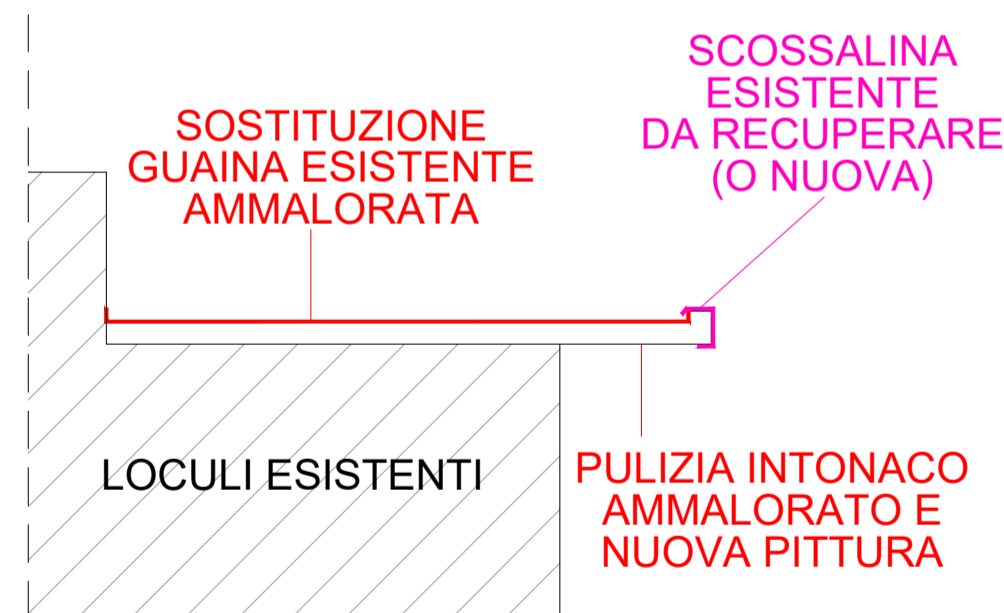 SCOSSALINA
ESISTENTE
DA RECUPERARE
(O NUOVA)
SOSTITUZIONE
GUAINA ESISTENTE
AMMALORATA
LOCULI ESISTENTI
PULIZIA INTONACO
AMMALORATO E
NUOVA PITTURA